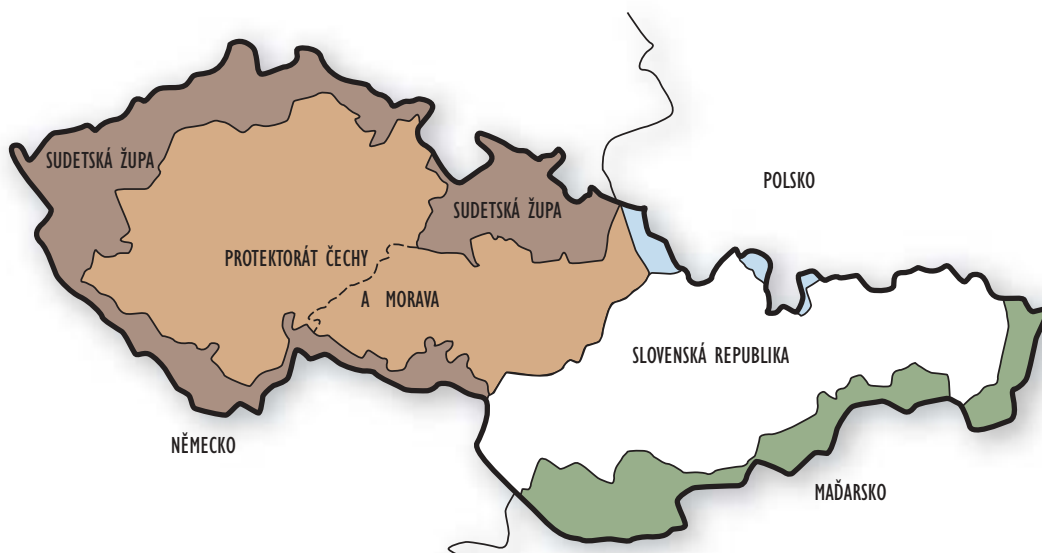 SUDETSKÁ ŽUPA
POLSKO
SUDETSKÁ ŽUPA
PROTEKTORÁT ČECHY
A MORAVA
SLOVENSKÁ REPUBLIKA
NĚMECKO
MAĎARSKO